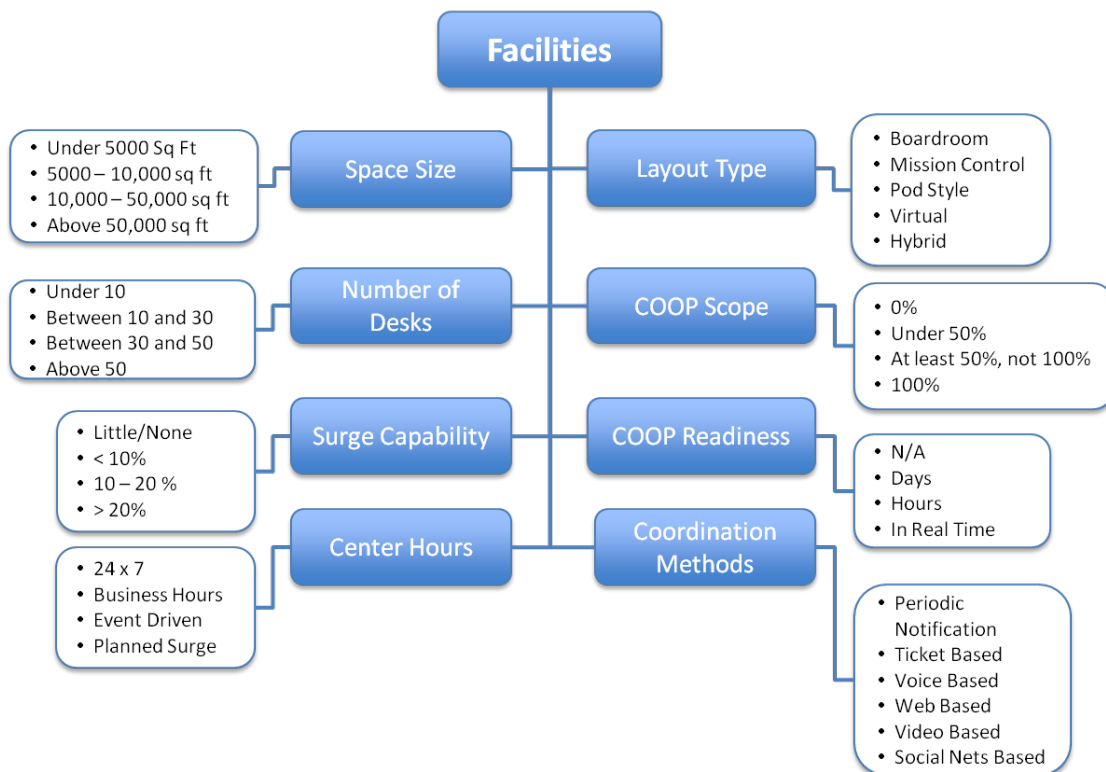 Facilities
• Under 5000 Sq Ft
• 5000 – 10,000 sq ft
• 10,000 – 50,000 sq ft
• Above 50,000 sq ft
Space Size
Layout Type
• Boardroom
• Mission Control
• Pod Style
• Virtual
• Hybrid
• Under 10
• Between 10 and 30
• Between 30 and 50
• Above 50
Number of
Desks
COOP Scope
• 0%
• Under 50%
• At least 50%, not 100%
• 100%
• Little/None
• < 10%
• 10 – 20 %
• > 20%
Surge Capability
COOP Readiness
• N/A
• Days
• Hours
• In Real Time
• 24 x 7
• Business Hours
• Event Driven
• Planned Surge
Center Hours
Coordination
Methods
• Periodic
Notification
• Ticket Based
• Voice Based
• Web Based
• Video Based
• Social Nets Based